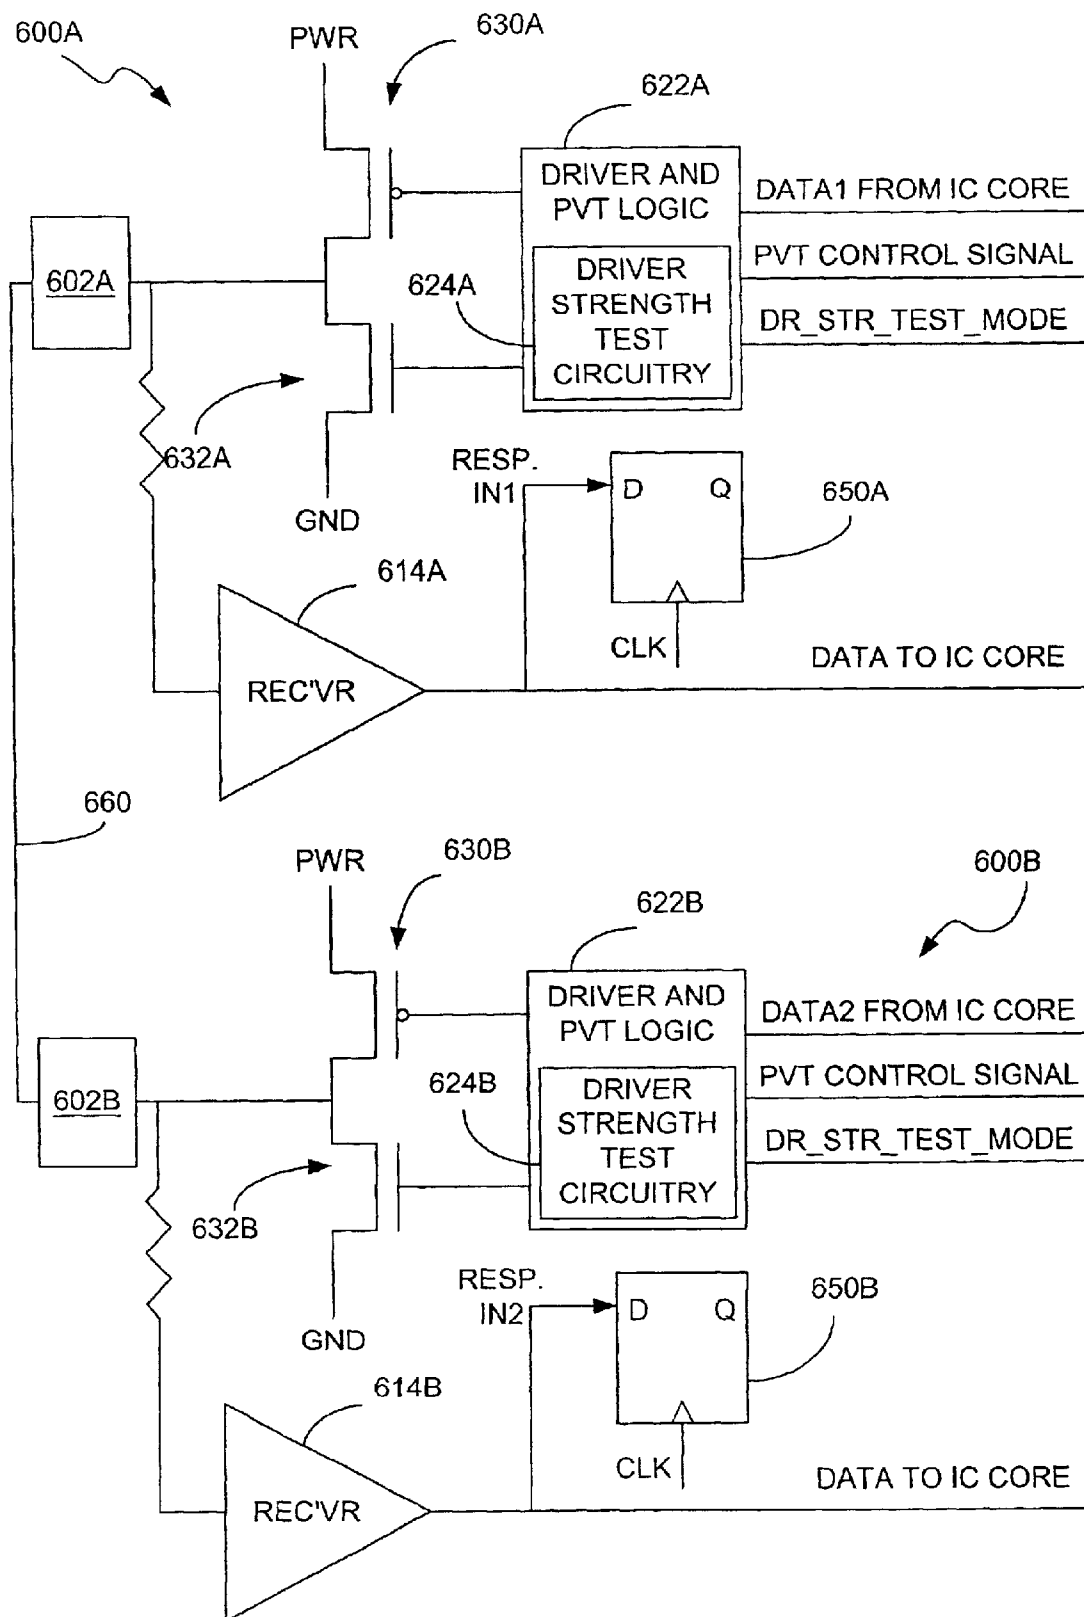 600A
PWR
630A
622A
DRIVER AND
PVT LOGIC
DATA1 FROM IC CORE
602A
624A
DRIVER
STRENGTH
TEST
CIRCUITRY
PVT CONTROL SIGNAL
DR_STR_TEST_MODE
632A
GND
RESP.
IN1
D Q
650A
614A
CLK
REC'VR
DATA TO IC CORE
660
PWR
630B
600B
622B
DRIVER AND
PVT LOGIC
DATA2 FROM IC CORE
602B
624B
DRIVER
STRENGTH
TEST
CIRCUITRY
PVT CONTROL SIGNAL
DR_STR_TEST_MODE
632B
GND
RESP.
IN2
D Q
650B
614B
CLK
REC'VR
DATA TO IC CORE